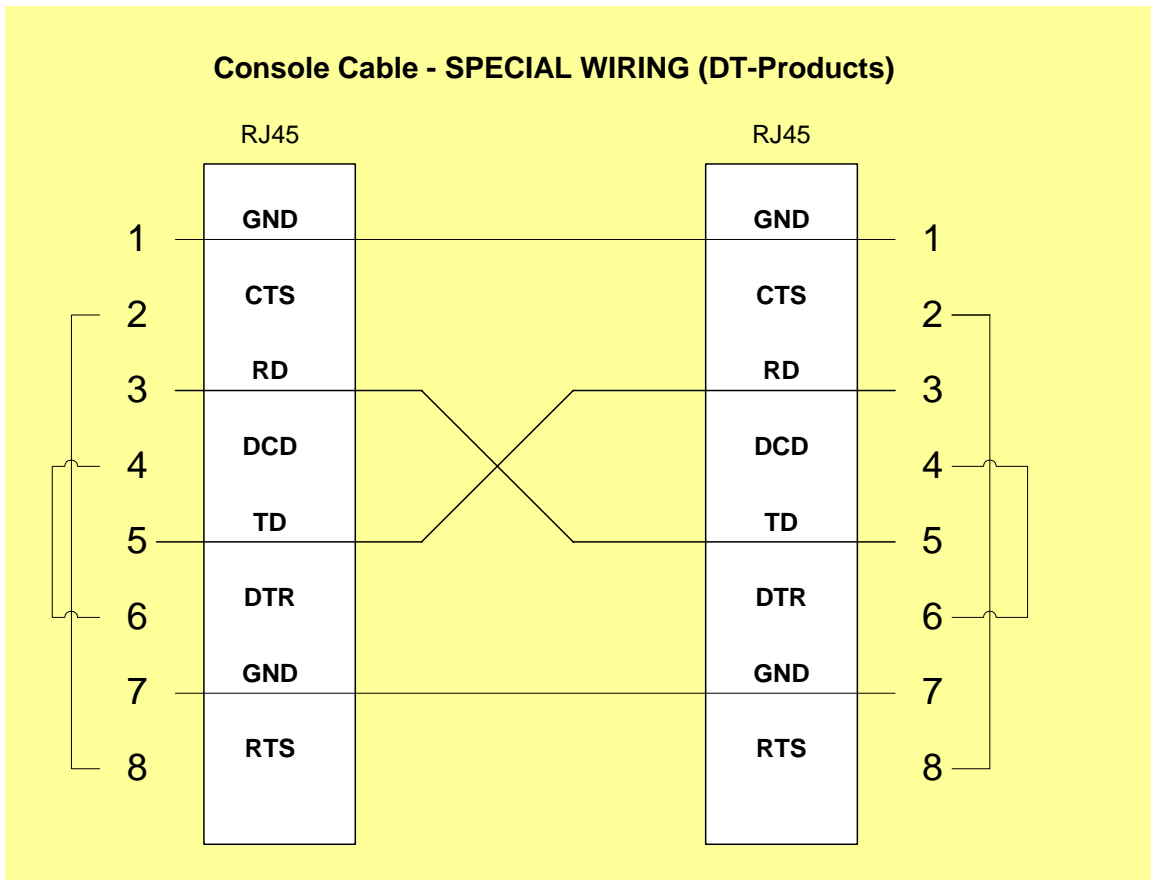 Console Cable - SPECIAL WIRING (DT-Products)
RJ45 RJ45
1 GND GND 1
2 CTS CTS 2
3 RD RD 3
4 DCD DCD 4
5 TD TD 5
6 DTR DTR 6
7 GND GND 7
8 RTS RTS 8